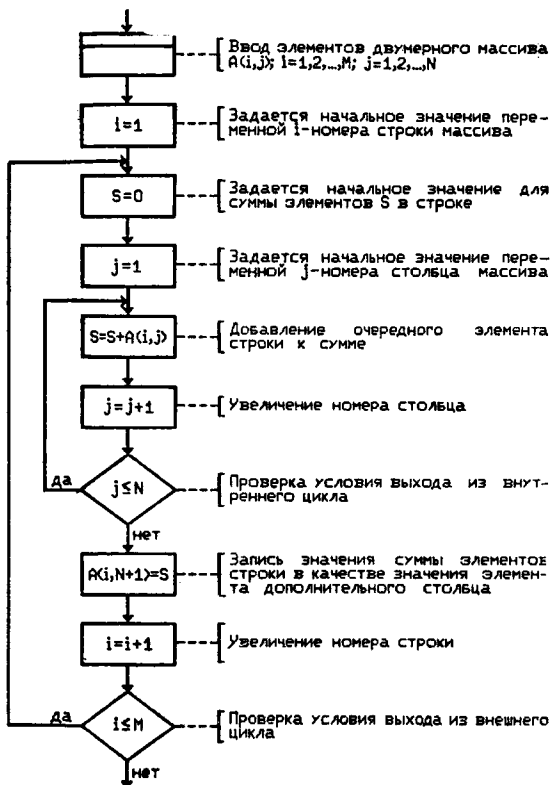 Ввод элементов двумерного массива
A(i,j); i=1,2,...,M; j=1,2,...,N
i=1
Задается начальное значение пере-
менной i-номера строки массива
S=0
Задается начальное значение для
суммы элементов S в строке
j=1
Задается начальное значение пере-
менной j-номера столбца массива
S=S+A(i,j)
Добавление очередного элемента
строки к сумме
j=j+1
Увеличение номера столбца
да
j≤N
Проверка условия выхода из внут-
реннего цикла
нет
A(i,N+1)=S
Запись значения суммы элементов
строки в качестве значения элемен-
та дополнительного столбца
i=i+1
Увеличение номера строки
да
i≤M
Проверка условия выхода из внешнего
цикла
нет